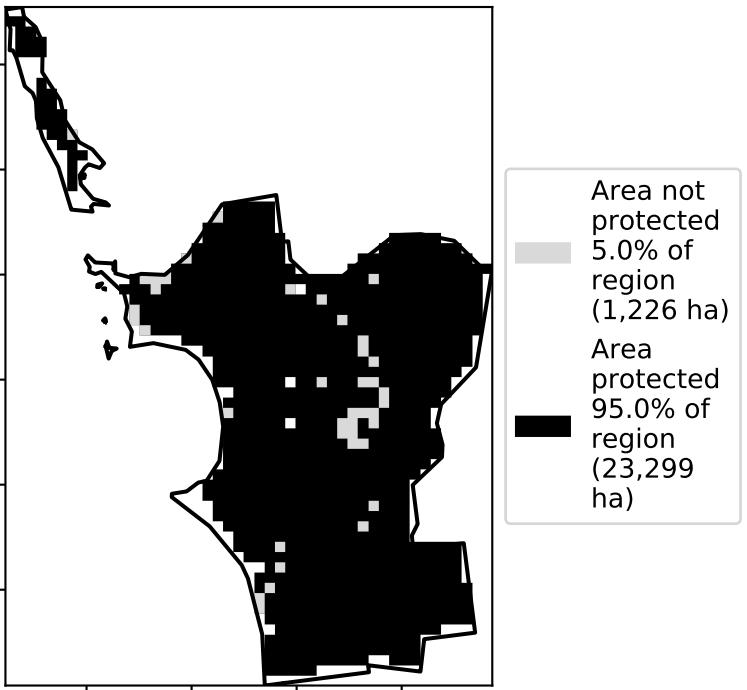 Area not
protected
5.0% of
region
(1,226 ha)
Area
protected
95.0% of
region
(23,299
ha)